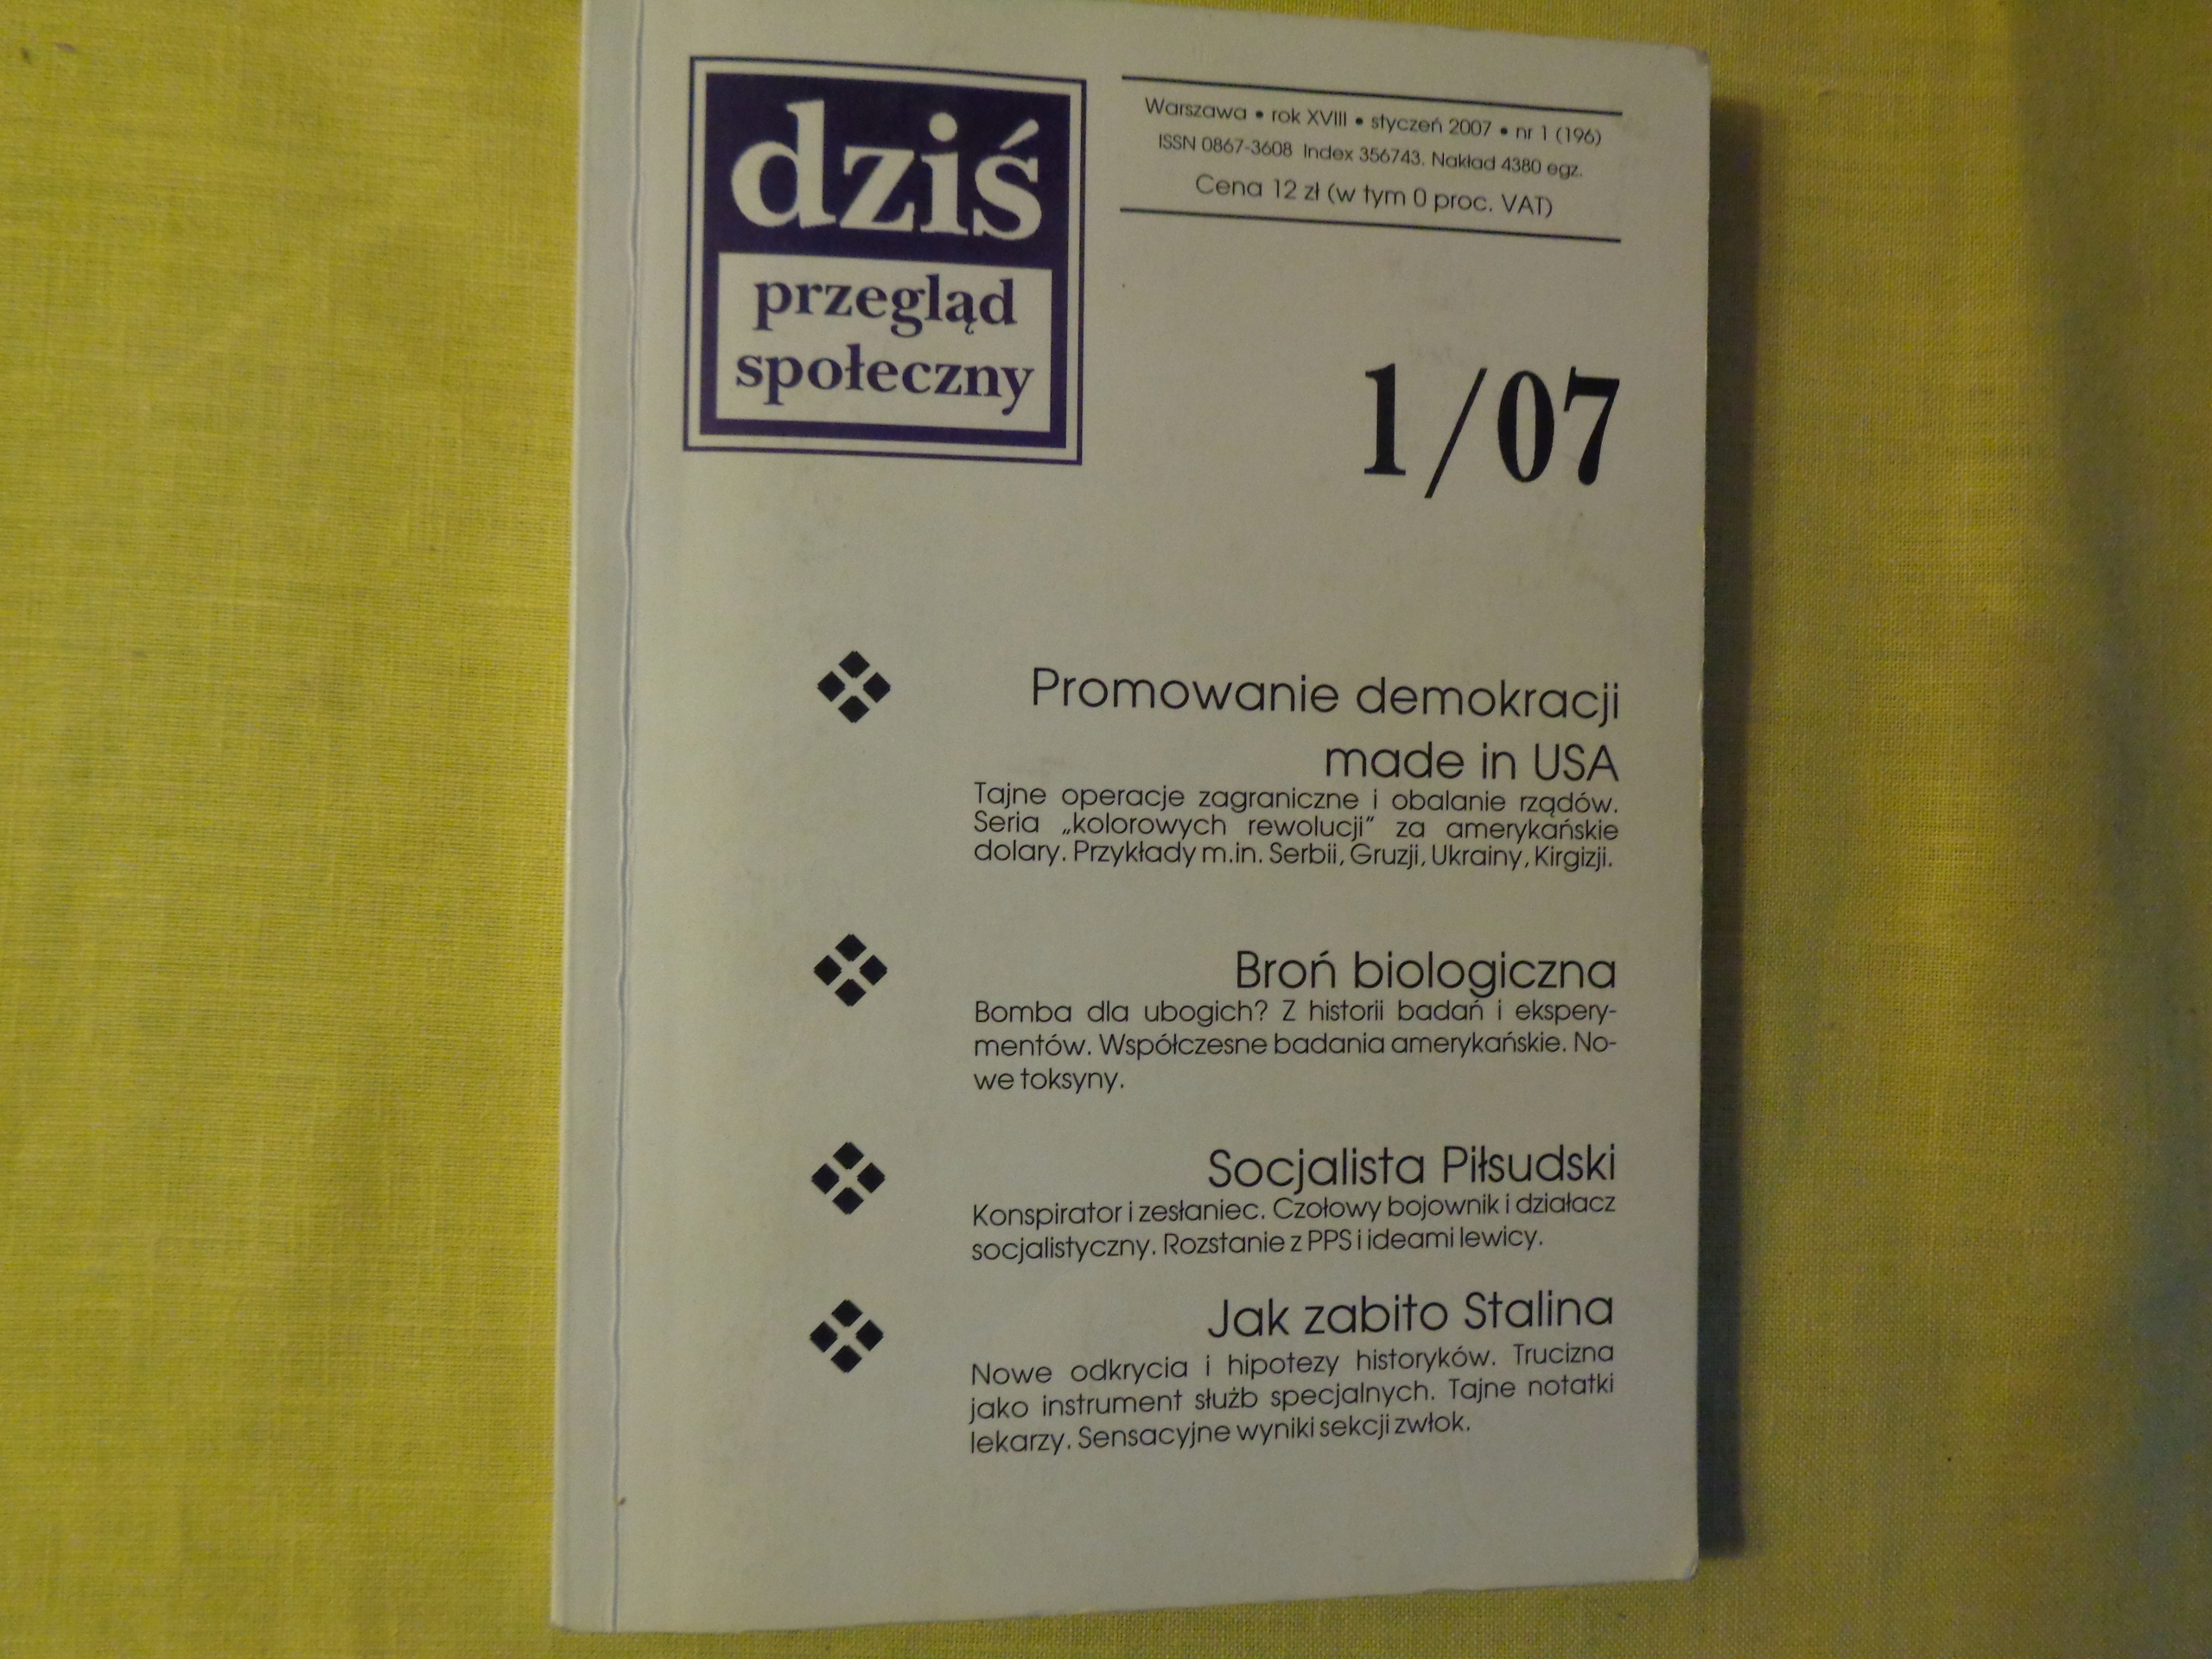 dziś
przegląd
społeczny
Warszawa • rok XVIII • styczeń 2007 • nr 1 (196)
ISSN 0867-3608 Index 356743. Nakład 4380 egz.
Cena 12 zł (w tym 0 proc. VAT)
1/07
Promowanie demokracji
made in USA
Tajne operacje zagraniczne i obalanie rządów.
Seria „kolorowych rewolucji” za amerykańskie
dolary. Przykłady m.in. Serbii, Gruzji, Ukrainy, Kirgizji.
Broń biologiczna
Bomba dla ubogich? Z historii badań i ekspery-
mentów. Współczesne badania amerykańskie. No-
we toksyny.
Socjalista Piłsudski
Konspirator i zesłaniec. Czołowy bojownik i działacz
socjalistyczny. Rozstanie z PPS i ideami lewicy.
Jak zabito Stalina
Nowe odkrycia i hipotezy historyków. Trucizna
jako instrument służb specjalnych. Tajne notatki
lekarzy. Sensacyjne wyniki sekcji zwłok.